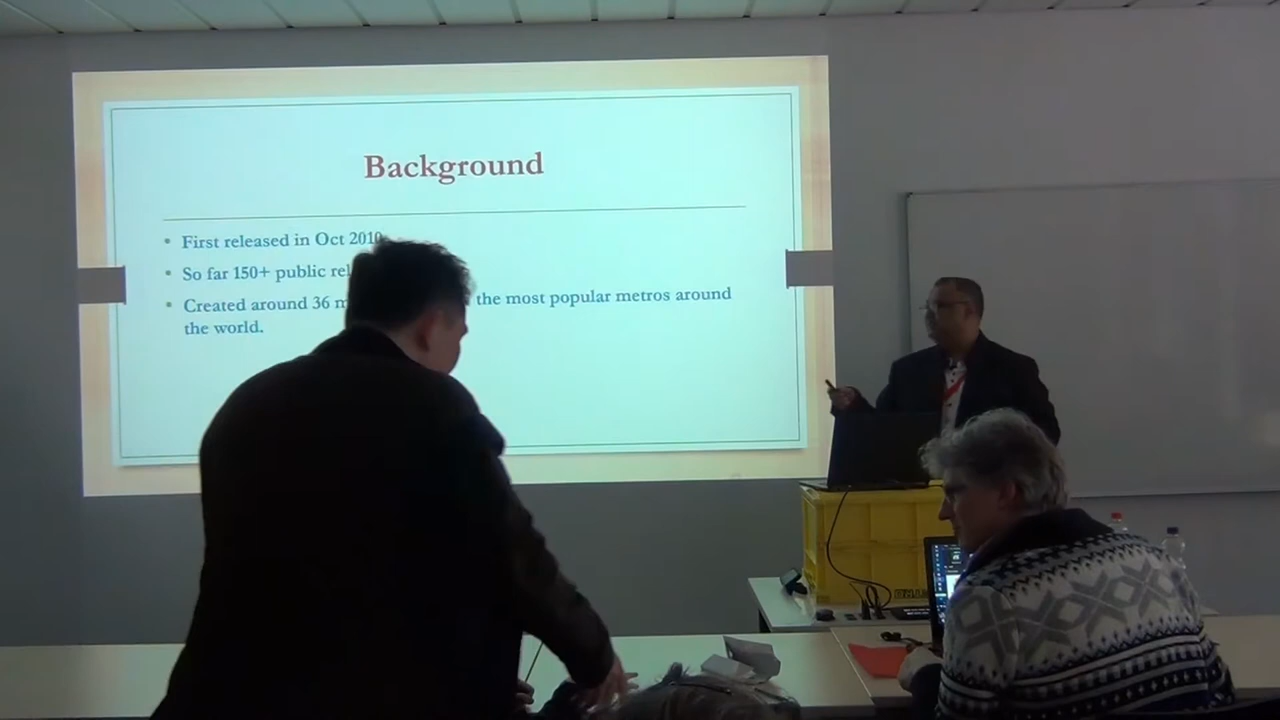 Background
• First released in Oct 2010
• So far 150+ public
• Created around 36 the most popular metros around
the world.